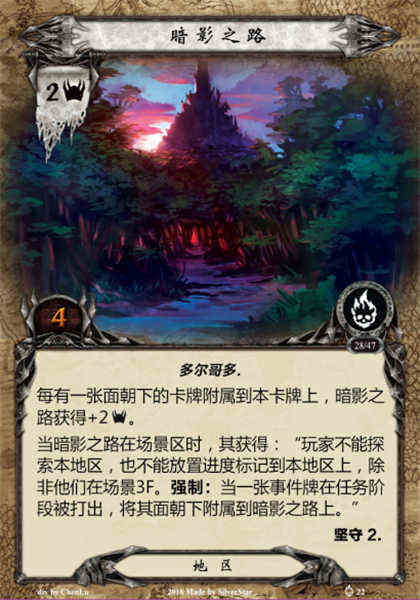 暗影之路
2
4
28/47
多尔哥多.
每有一张面朝下的卡牌附属到本卡牌上，暗影之
路获得+2。
当暗影之路在场景区时，其获得：“玩家不能探
索本地区，也不能放置进度标记到本地区上，除
非他们在场景3F。强制：当一张事件牌在任务阶
段被打出，将其面朝下附属到暗影之路上。”
坚守 2.
地 区
diy by ChenLu
2018 Made by SilverStar
22